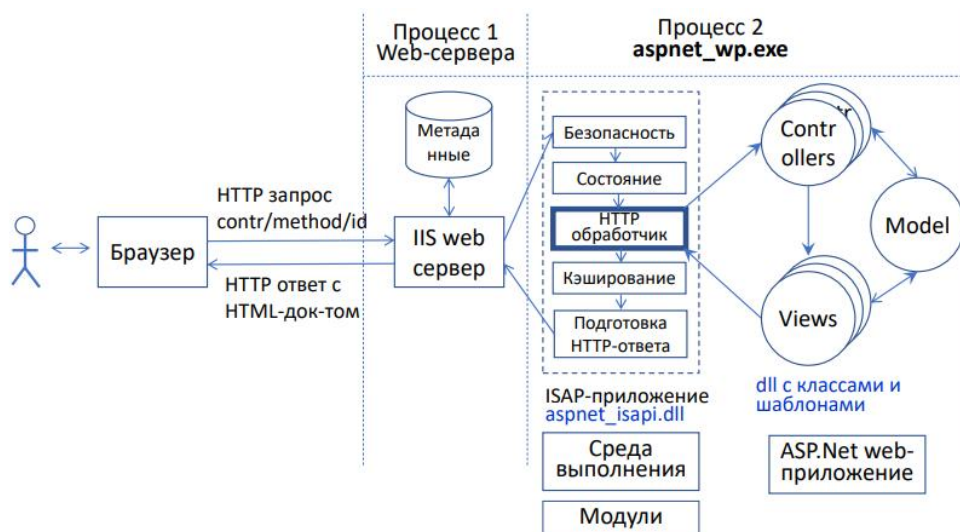 Процесс 1
Web-сервера
Процесс 2
aspnet_wp.exe
Метада
нные
Безопасность
Состояние
HTTP
обработчик
Кэширование
Подготовка
HTTP-ответа
Contr
ollers
Model
Views
HTTP запрос
contr/method/id
Браузер
IIS web
сервер
HTTP ответ с
HTML-док-том
ISAP-приложение
aspnet_isapi.dll
dll с классами и
шаблонами
Среда
выполнения
ASP.Net web-
приложение
Модули